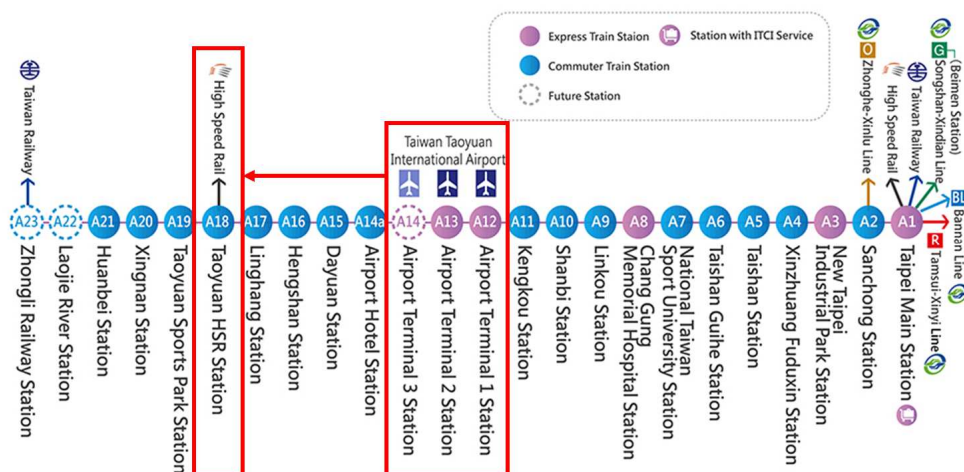 Express Train Staion
Station with ITCI Service
Commuter Train Station
Future Station
Taiwan Railway
High Speed Rail
Taiwan Taoyuan
International Airport
O
Zhonghe-Xinlu Line
High Speed Rail
Taiwan Railway
G
Songshan-Xindian Line
(Beimen Station)
BL
Bannan Line
R
Tamsui-Xinyi Line
A23
A22
A21
A20
A19
A18
A17
A16
A15
A14a
A14
A13
A12
A11
A10
A9
A8
A7
A6
A5
A4
A3
A2
A1
Zhongli Railway Station
Laojie River Station
Huanbei Station
Xingnan Station
Taoyuan Sports Park Station
Taoyuan HSR Station
Linghang Station
Hengshan Station
Dayuan Station
Airport Hotel Station
Airport Terminal 3 Station
Airport Terminal 2 Station
Airport Terminal 1 Station
Kengkou Station
Shanbi Station
Linkou Station
Chang Gung
Memorial Hospital Station
National Taiwan
Sport University Station
Taishan Guihe Station
Taishan Station
Xinzhuang Fuduxin Station
New Taipei
Industrial Park Station
Sanchong Station
Taipei Main Station